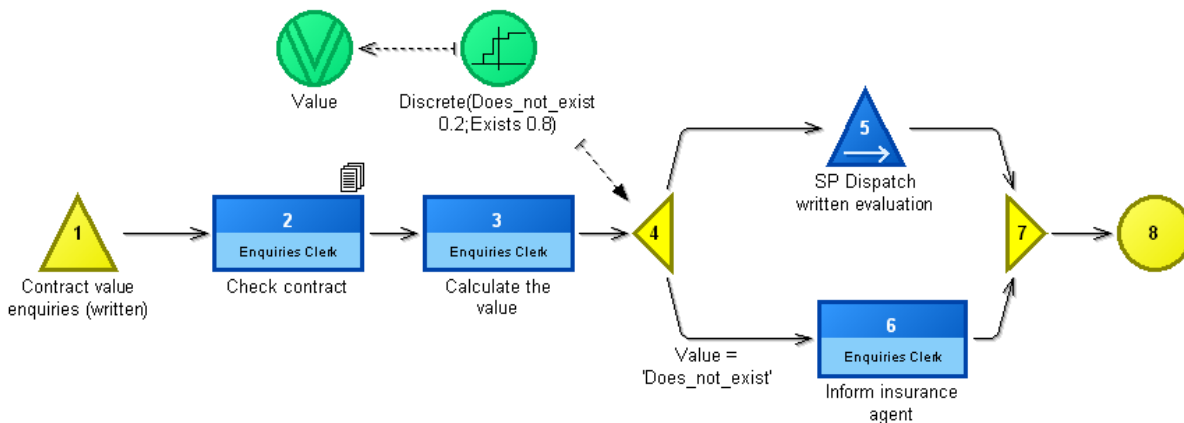 Value
Discrete(Does_not_exist
0.2;Exists 0.8)
1
Contract value
enquiries (written)
2
Enquiries Clerk
Check contract
3
Enquiries Clerk
Calculate the
value
4
5
SP Dispatch
written evaluation
Value =
'Does_not_exist'
6
Enquiries Clerk
Inform insurance
agent
7
8